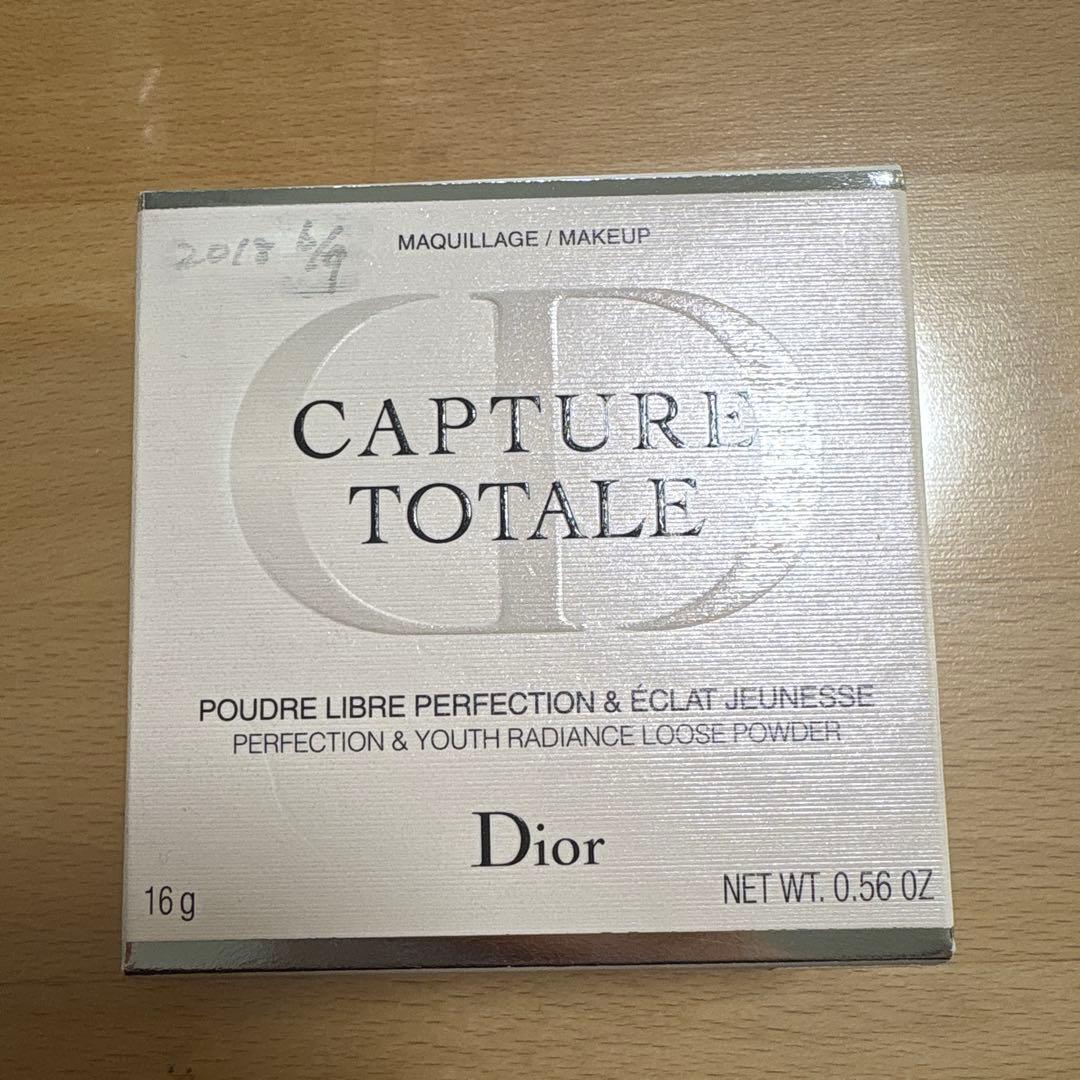 2018 6/9
MAQUILLAGE / MAKEUP
CAPTURE
TOTALE
POUDRE LIBRE PERFECTION & ÉCLAT JEUNESSE
PERFECTION & YOUTH RADIANCE LOOSE POWDER
Dior
16 g
NET WT. 0.56 OZ